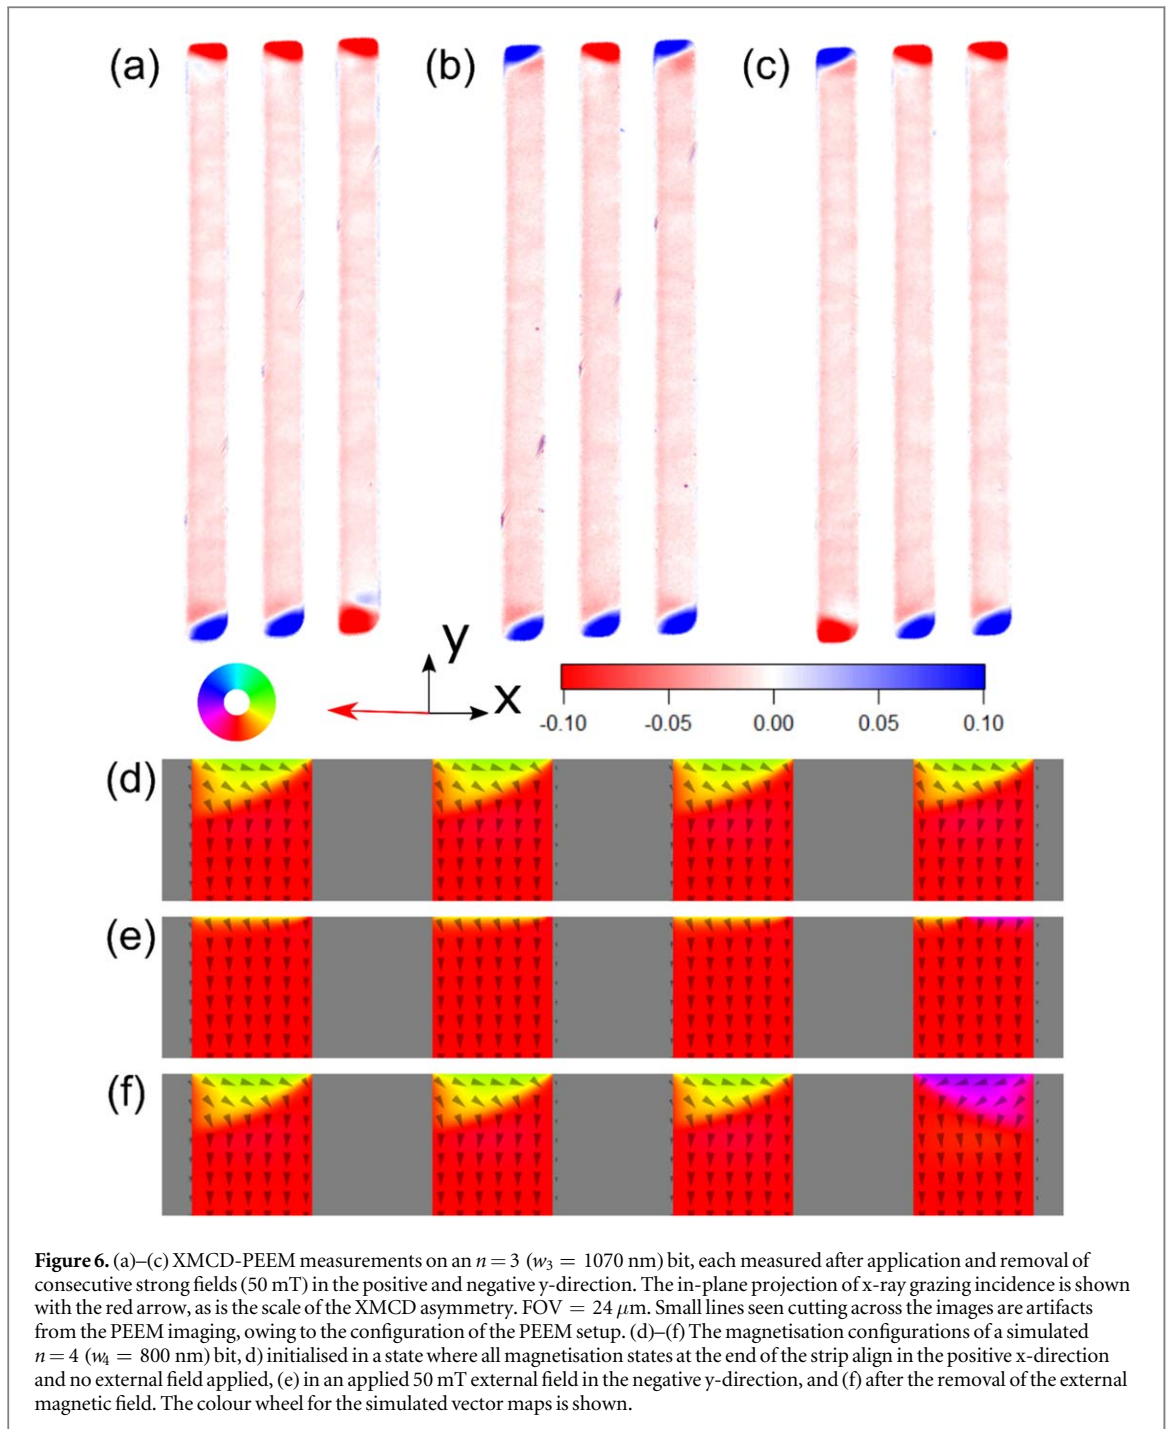 (a) (b) (c)
y
x
-0.10 -0.05 0.00 0.05 0.10
(d)
(e)
(f)
Figure 6. (a)–(c) XMCD-PEEM measurements on an n = 3 (w₃ = 1070 nm) bit, each measured after application and removal of
consecutive strong fields (50 mT) in the positive and negative y-direction. The in-plane projection of x-ray grazing incidence is shown
with the red arrow, as is the scale of the XMCD asymmetry. FOV = 24 μm. Small lines seen cutting across the images are artifacts
from the PEEM imaging, owing to the configuration of the PEEM setup. (d)–(f) The magnetisation configurations of a simulated
n = 4 (w₄ = 800 nm) bit, d) initialised in a state where all magnetisation states at the end of the strip align in the positive x-direction
and no external field applied, (e) in an applied 50 mT external field in the negative y-direction, and (f) after the removal of the external
magnetic field. The colour wheel for the simulated vector maps is shown.